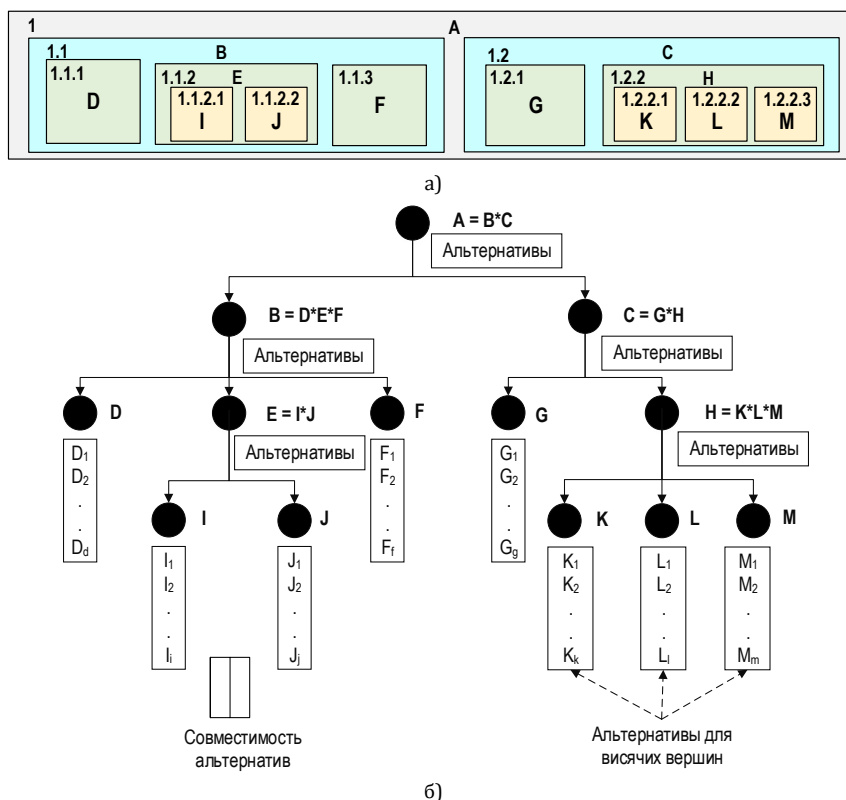 1 A
1.1 B 1.2 C
1.1.1 1.1.2 1.1.3 1.2.1 1.2.2
D E F G H
1.1.2.1 1.1.2.2 1.2.2.1 1.2.2.2 1.2.2.3
I J K L M
а)
A = B*C
Альтернативы
B = D*E*F C = G*H
Альтернативы Альтернативы
D E = I*J F G H = K*L*M
Альтернативы Альтернативы
D₁ F₁ G₁
D₂ F₂ G₂
. . .
. . .
Dd Ff Gg
I J K L M
I₁ J₁ K₁ L₁ M₁
I₂ J₂ K₂ L₂ M₂
. . . . .
. . . . .
Ii Jj Kk Ll Mm
Совместимость Альтернативы для
альтернатив висячих вершин
б)